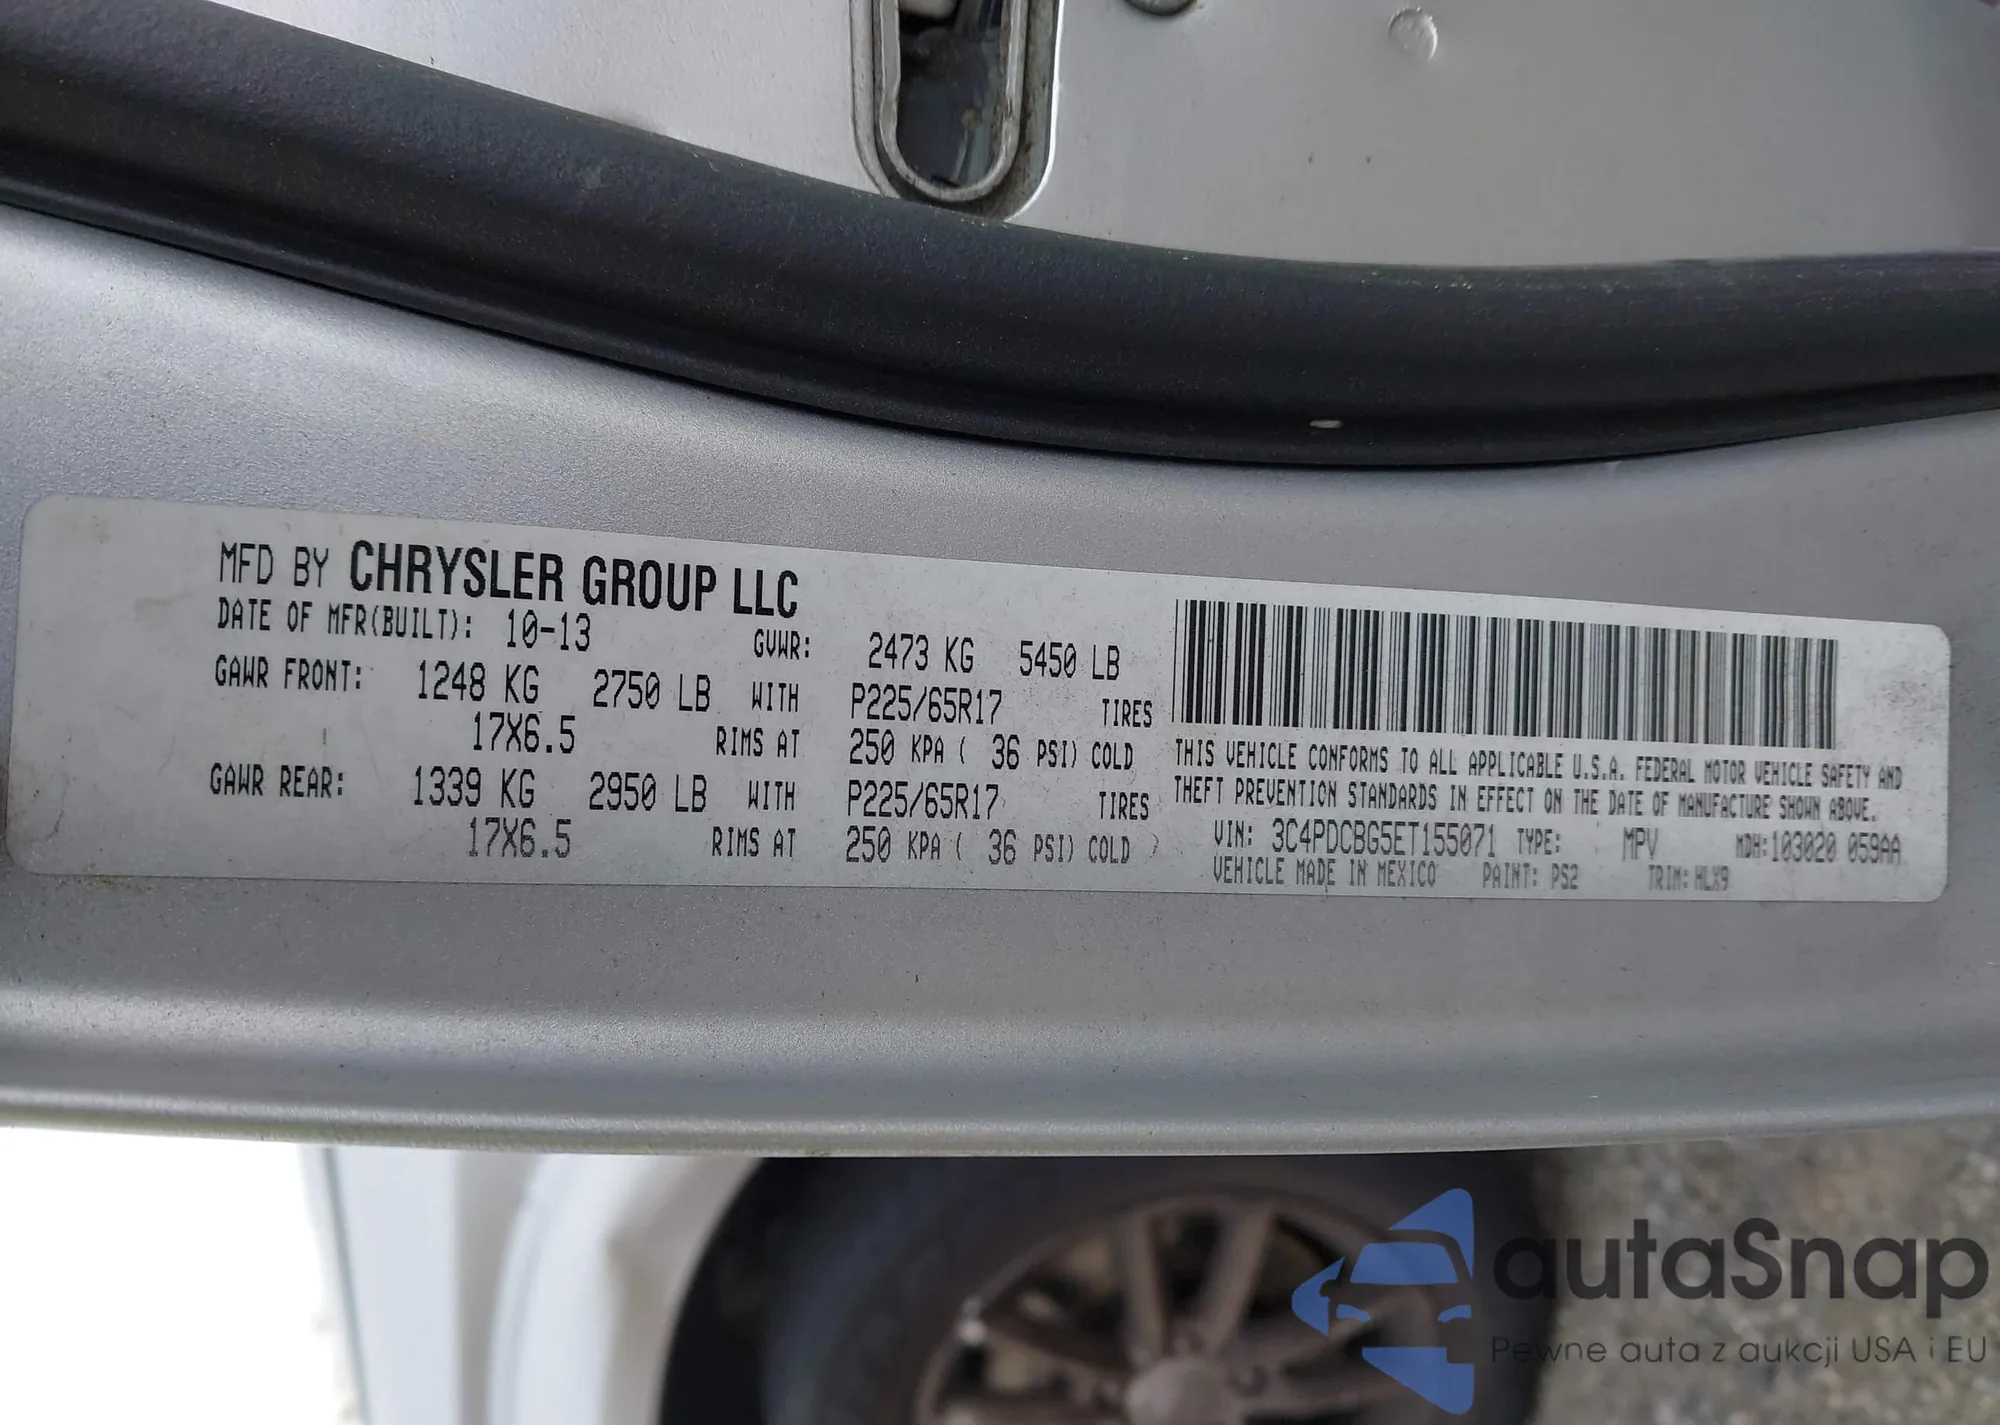 MFD BY CHRYSLER GROUP LLC
DATE OF MFR(BUILT): 10-13 GVWR: 2473 KG 5450 LB
GAWR FRONT: 1248 KG 2750 LB WITH P225/65R17 TIRES
17X6.5 RIMS AT 250 KPA ( 36 PSI) COLD
GAWR REAR: 1339 KG 2950 LB WITH P225/65R17 TIRES
17X6.5 RIMS AT 250 KPA ( 36 PSI) COLD
THIS VEHICLE CONFORMS TO ALL APPLICABLE U.S.A. FEDERAL MOTOR VEHICLE SAFETY AND
THEFT PREVENTION STANDARDS IN EFFECT ON THE DATE OF MANUFACTURE SHOWN ABOVE.
VIN: 3C4PDCBG5ET155071 TYPE: MPV MDH:103020 059AA
VEHICLE MADE IN MEXICO PAINT: PS2 TRIM: HLX9
autaSnap
Pewne auta z aukcji USA i EU